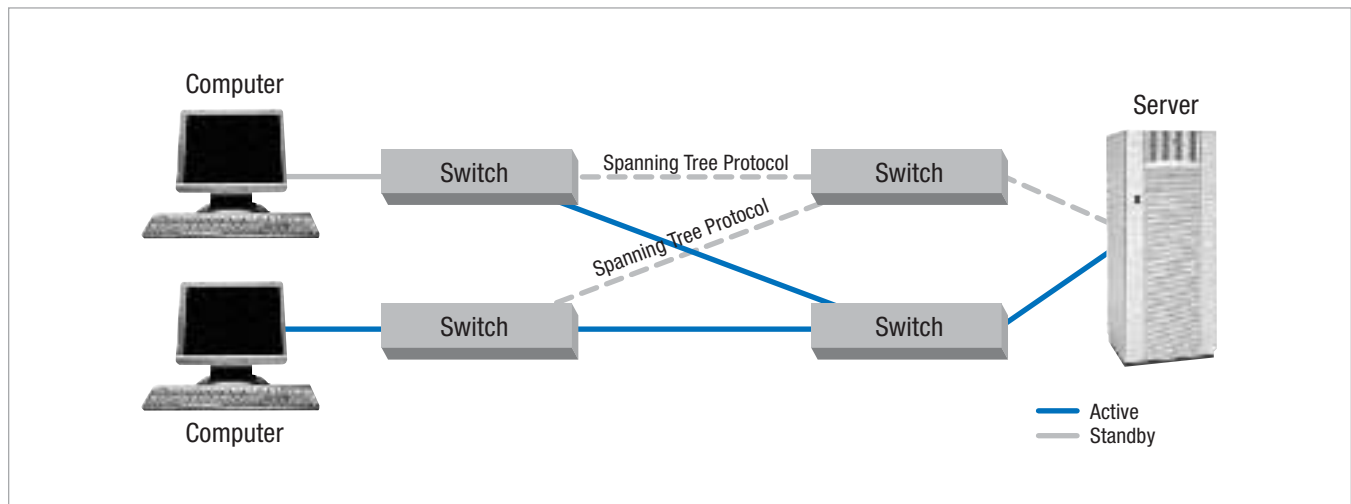 Computer
Server
Switch
Spanning Tree Protocol
Switch
Spanning Tree Protocol
Switch
Switch
Computer
Active
Standby